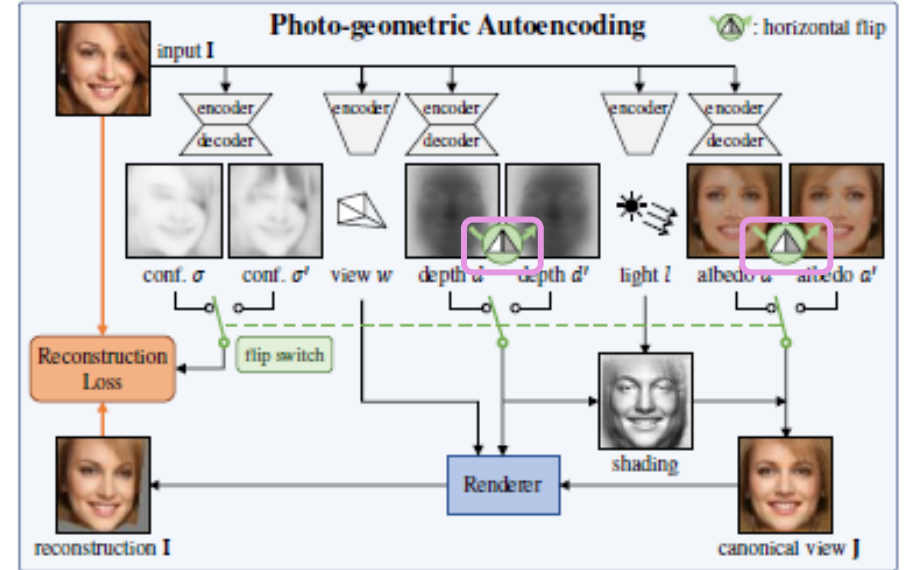 Photo-geometric Autoencoding
: horizontal flip
input I
encoder
decoder
encoder
encoder
decoder
encoder
encoder
decoder
conf. σ
conf. σ'
view w
depth d
depth d'
light l
albedo a
albedo a'
Reconstruction
Loss
flip switch
shading
Renderer
reconstruction I
canonical view J